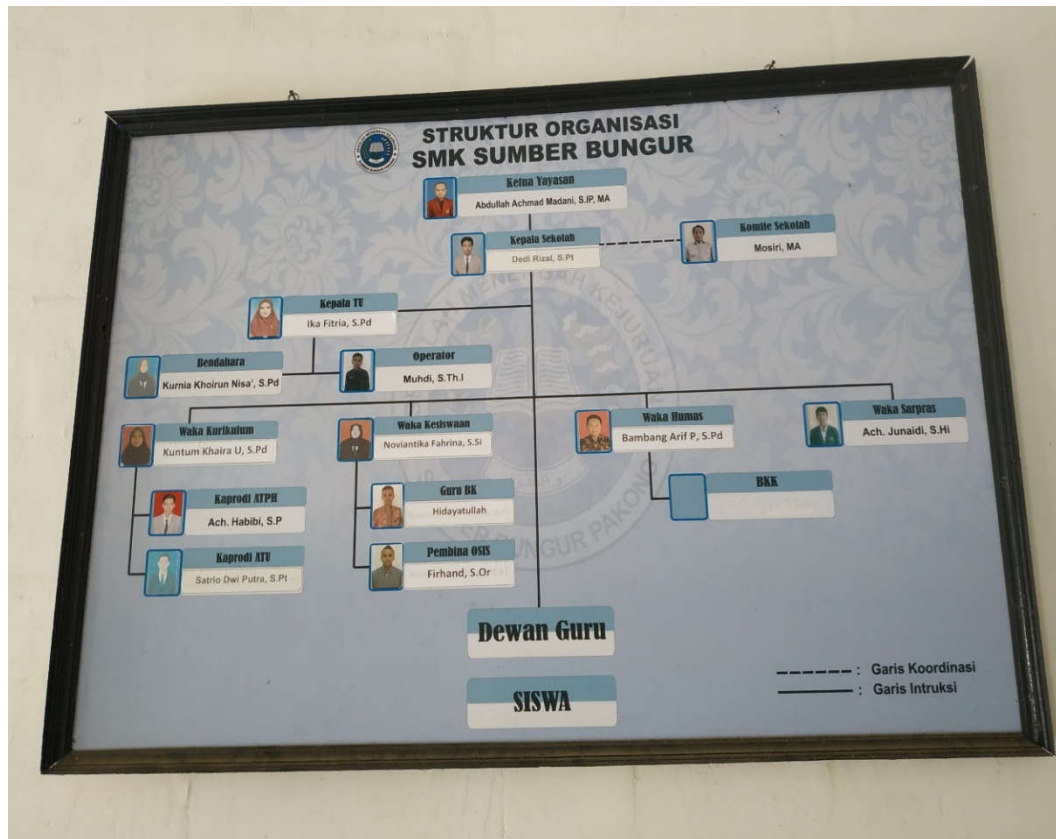 STRUKTUR ORGANISASI
SMK SUMBER BUNGUR
Ketua Yayasan
Abdullah Achmad Madani, S.IP, MA
Kepala Sekolah
Dedi Rizal, S.Pt
Komite Sekolah
Mosiri, MA
Kepala TU
Ika Fitria, S.Pd
Bendahara
Kurnia Khoirun Nisa', S.Pd
Operator
Muhdi, S.Th.I
Waka Kurikulum
Kuntum Khaira U, S.Pd
Waka Kesiswaan
Noviantika Fahrina, S.Si
Waka Humas
Bambang Arif P, S.Pd
Waka Sarpras
Ach. Junaidi, S.Hi
Kaprodi ATPH
Ach. Habibi, S.P
Kaprodi ATU
Satrio Dwi Putra, S.Pt
Guru BK
Hidayatullah
Pembina OSIS
Firhand, S.Or
BKK
Dewan Guru
SISWA
: Garis Koordinasi
: Garis Intruksi
MENENGAH KEJURUAN
BUNGUR PAKONG